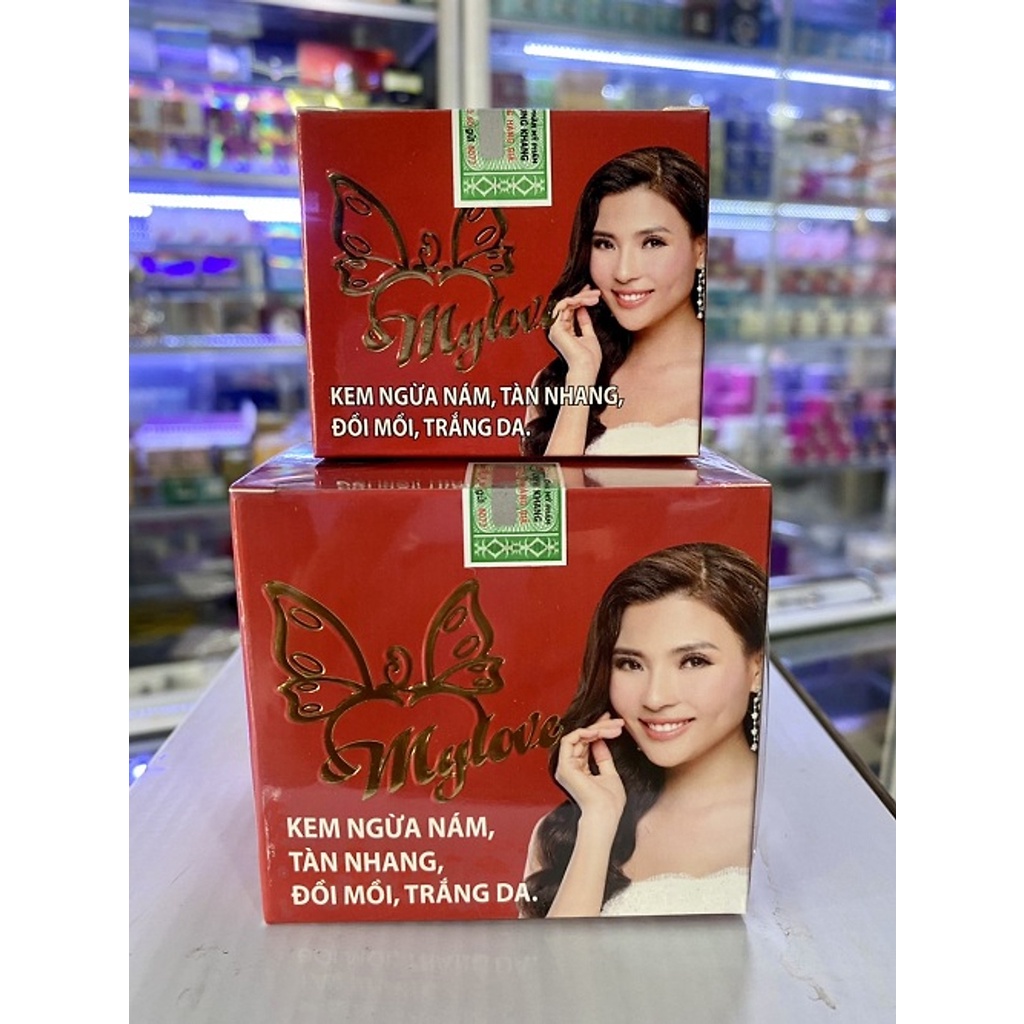 Mylove
KEM NGỪA NÁM, TÀN NHANG,
ĐỒI MỒI, TRẮNG DA.
Mylove
KEM NGỪA NÁM,
TÀN NHANG,
ĐỒI MỒI, TRẮNG DA.